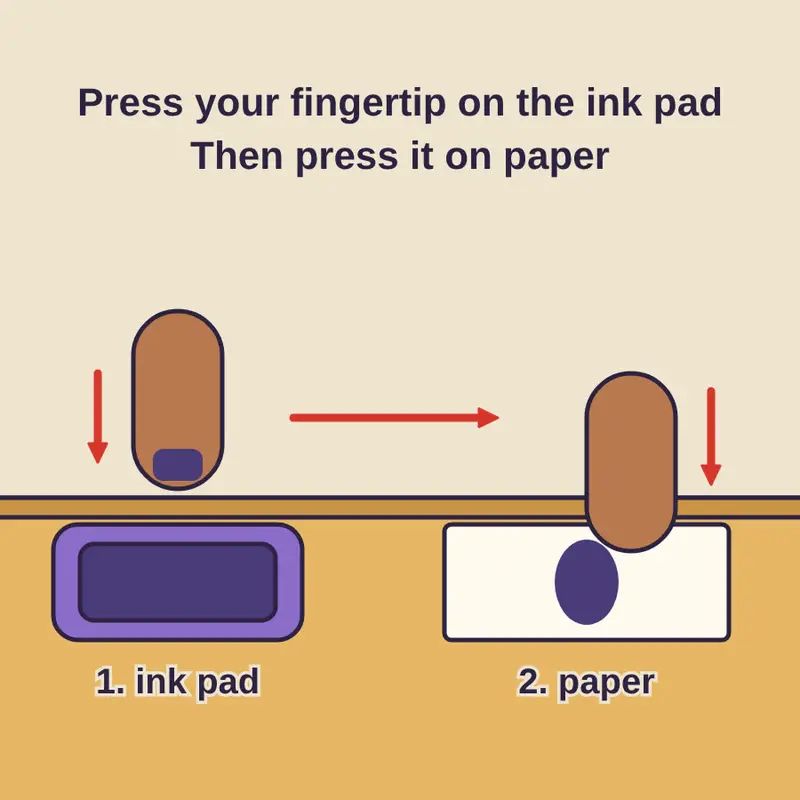 Press your fingertip on the ink pad
Then press it on paper
1. ink pad
2. paper